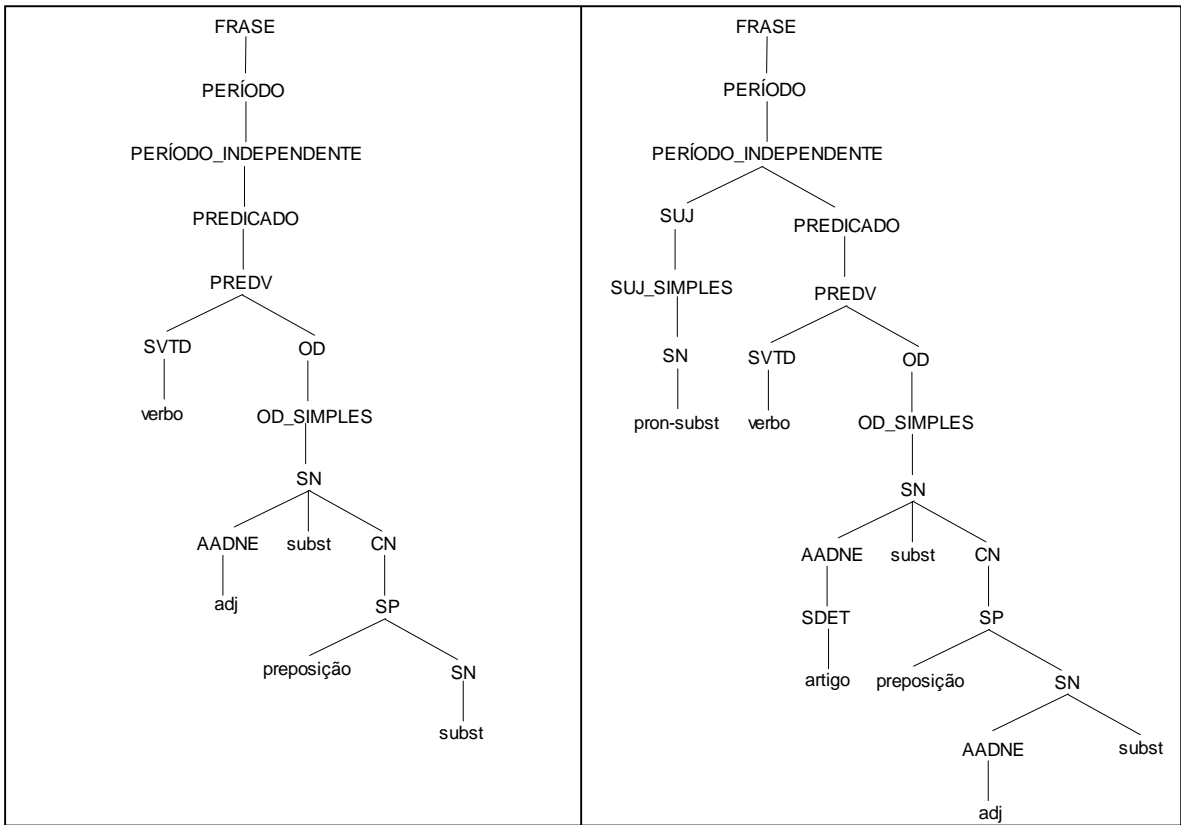 FRASE
PERÍODO
PERÍODO_INDEPENDENTE
PREDICADO
PREDV
SVTD OD
verbo
OD_SIMPLES
SN
AADNE subst CN
adj
SP
preposição
SN
subst
FRASE
PERÍODO
PERÍODO_INDEPENDENTE
SUJ
PREDICADO
SUJ_SIMPLES
PREDV
SN SVTD OD
pron-subst verbo OD_SIMPLES
SN
AADNE subst CN
SDET SP
artigo preposição SN
AADNE subst
adj